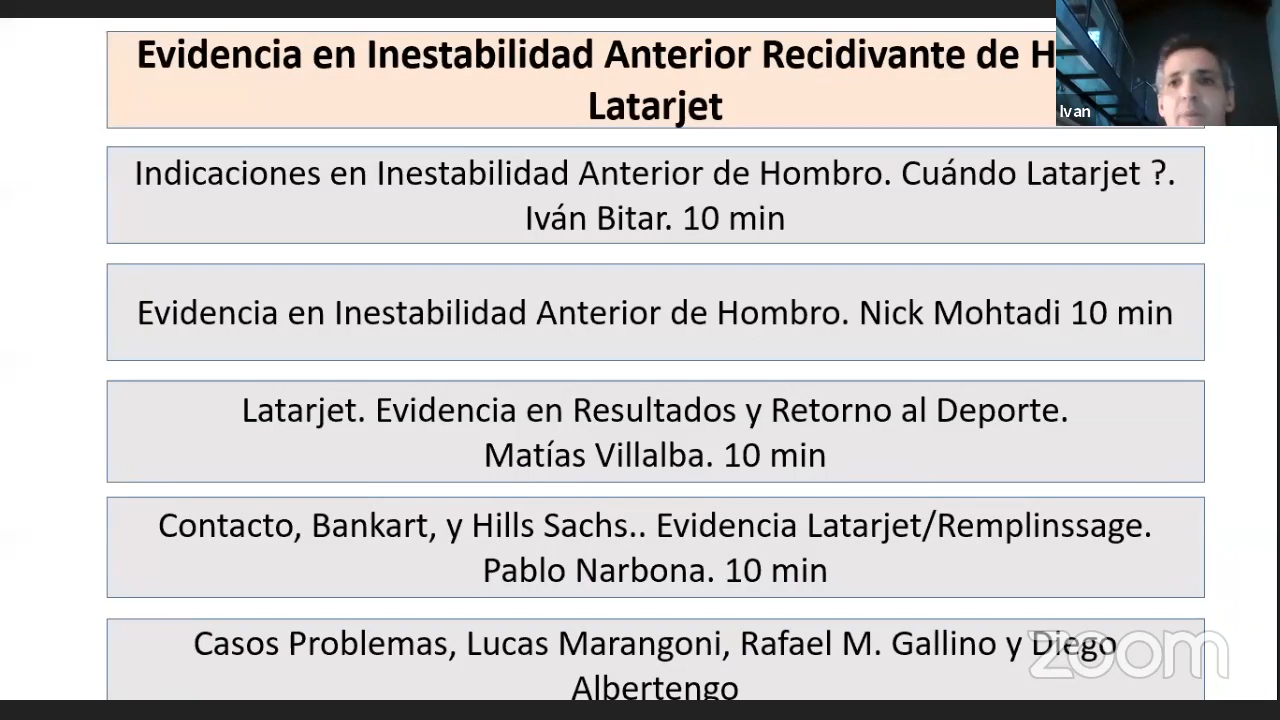 Evidencia en Inestabilidad Anterior Recidivante de H
Latarjet
Ivan
Indicaciones en Inestabilidad Anterior de Hombro. Cuándo Latarjet ?.
Iván Bitar. 10 min
Evidencia en Inestabilidad Anterior de Hombro. Nick Mohtadi 10 min
Latarjet. Evidencia en Resultados y Retorno al Deporte.
Matías Villalba. 10 min
Contacto, Bankart, y Hills Sachs.. Evidencia Latarjet/Remplinssage.
Pablo Narbona. 10 min
Casos Problemas, Lucas Marangoni, Rafael M. Gallino y Diego
Albertengo
zoom